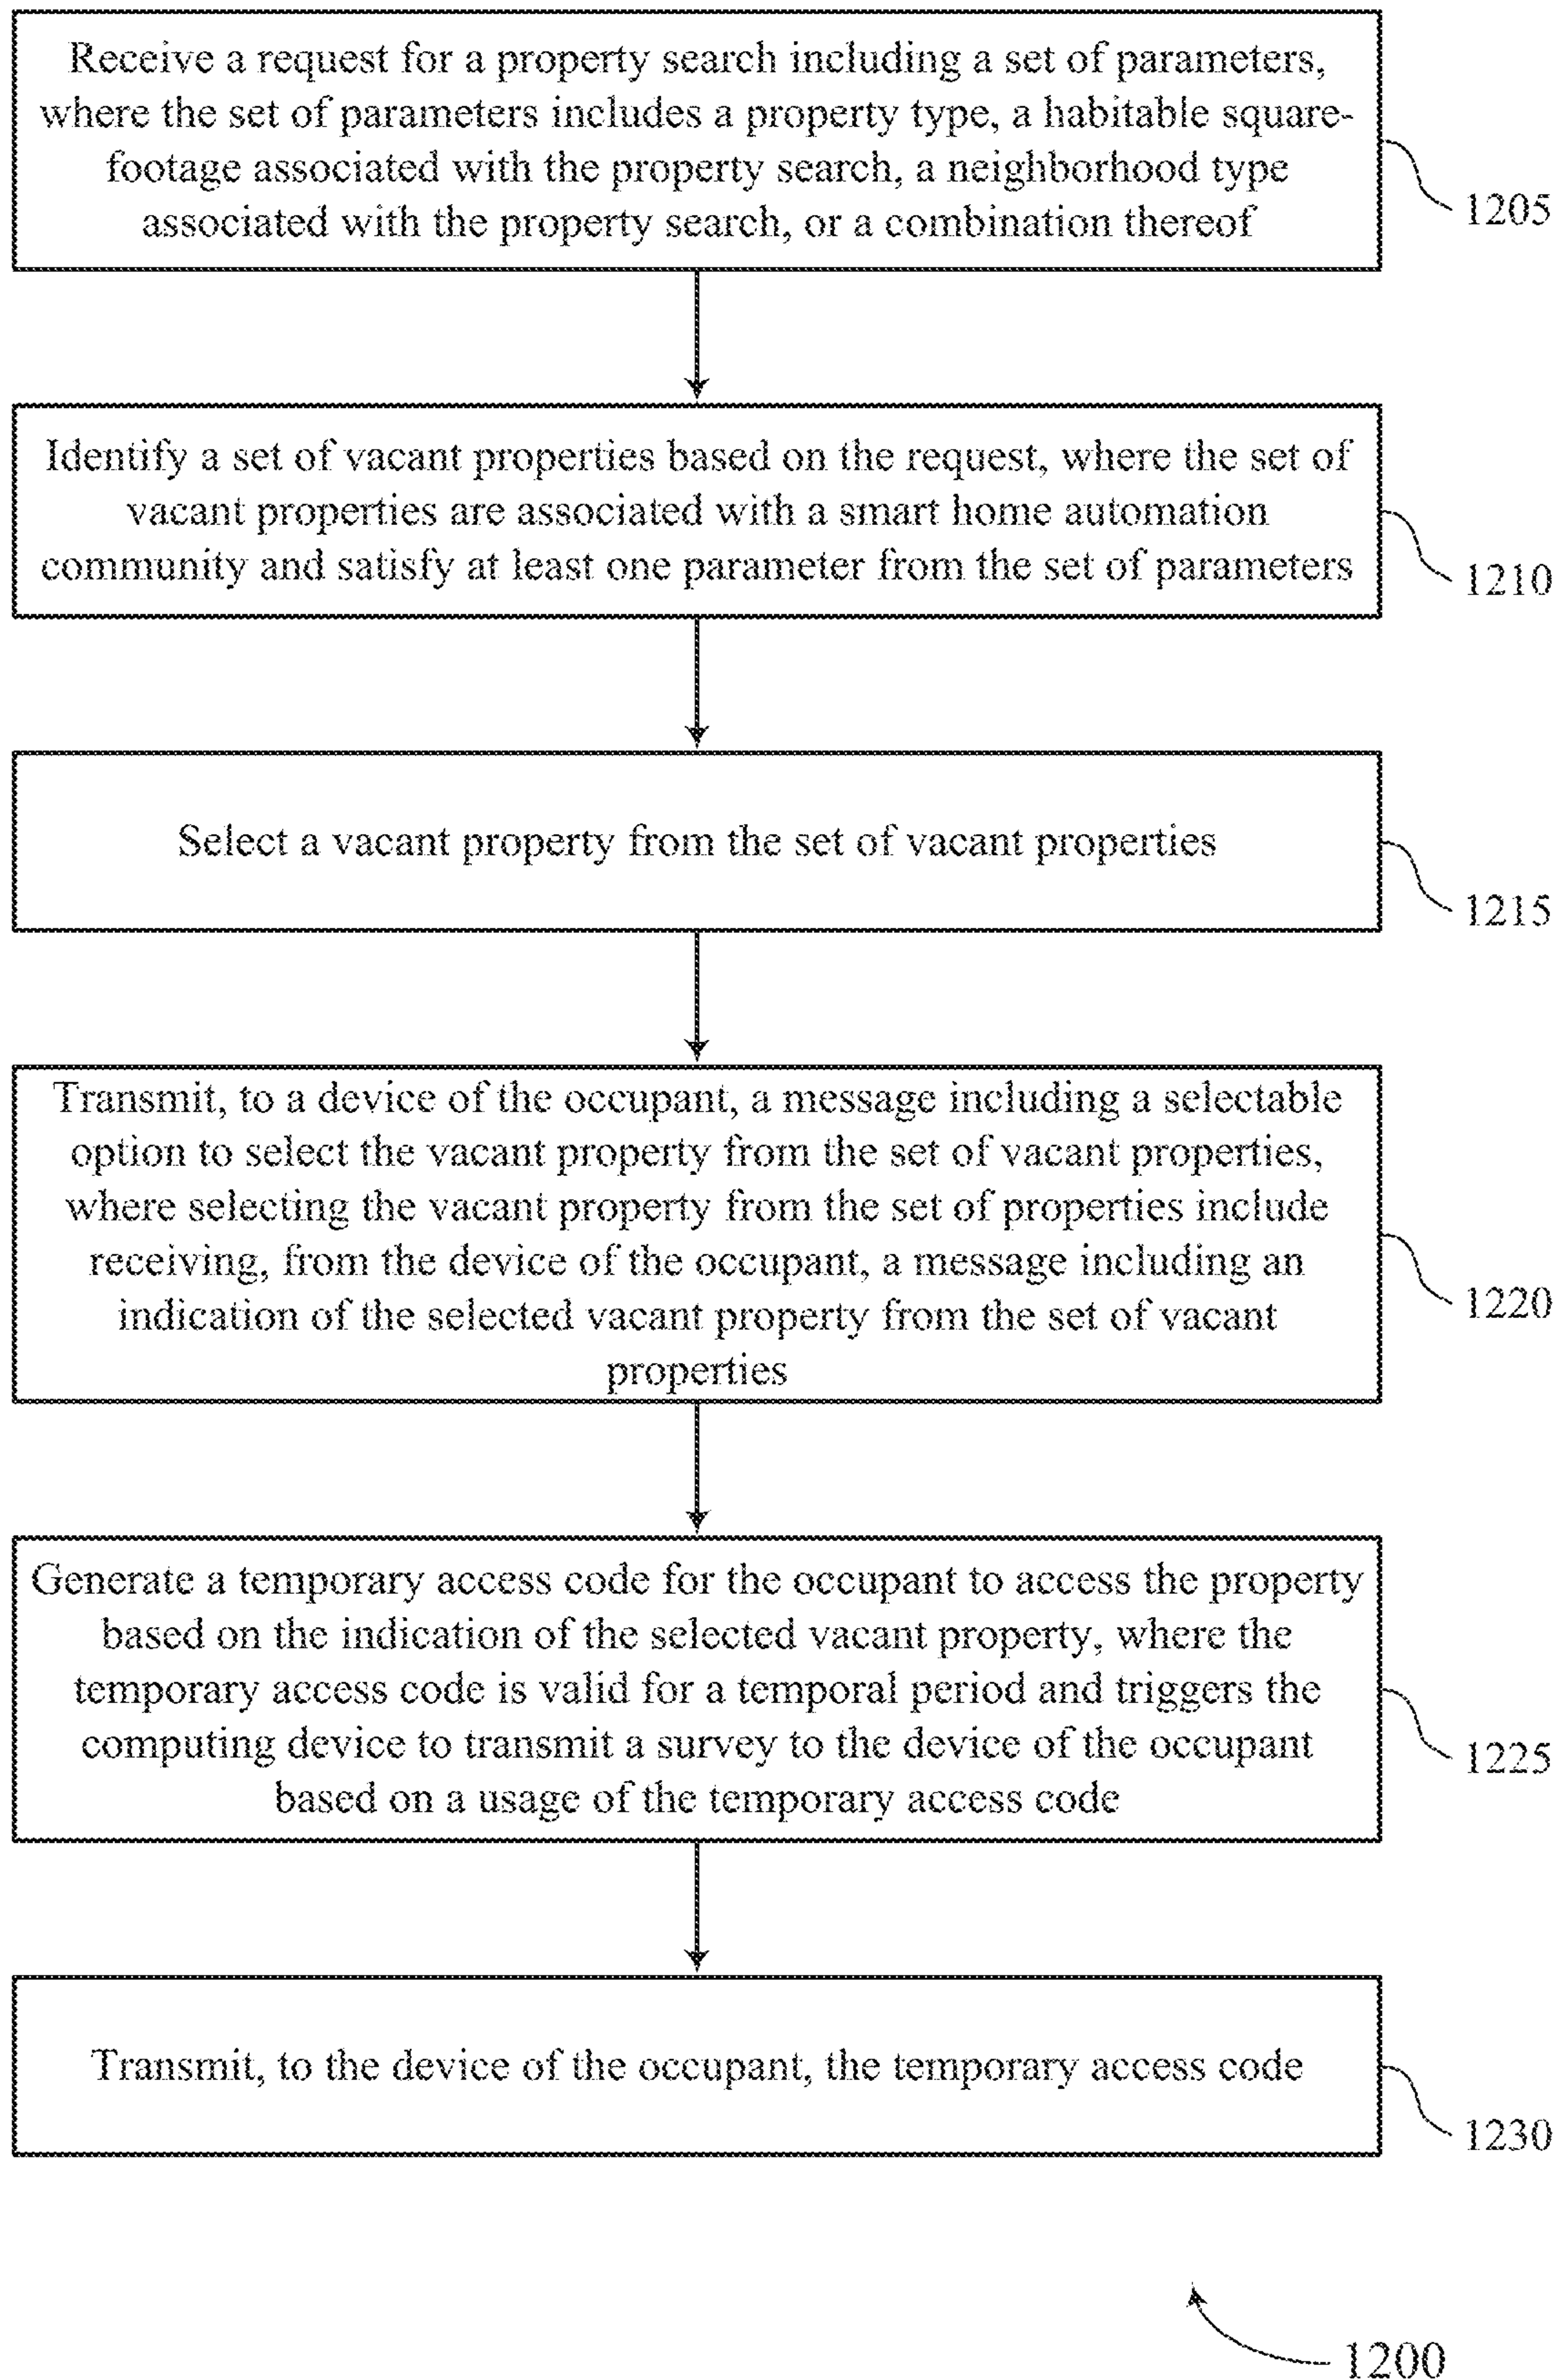 Receive a request for a property search including a set of parameters,
where the set of parameters includes a property type, a habitable square-
footage associated with the property search, a neighborhood type
associated with the property search, or a combination thereof
1205
Identify a set of vacant properties based on the request, where the set of
vacant properties are associated with a smart home automation
community and satisfy at least one parameter from the set of parameters
1210
Select a vacant property from the set of vacant properties
1215
Transmit, to a device of the occupant, a message including a selectable
option to select the vacant property from the set of vacant properties,
where selecting the vacant property from the set of properties include
receiving, from the device of the occupant, a message including an
indication of the selected vacant property from the set of vacant
properties
1220
Generate a temporary access code for the occupant to access the property
based on the indication of the selected vacant property, where the
temporary access code is valid for a temporal period and triggers the
computing device to transmit a survey to the device of the occupant
based on a usage of the temporary access code
1225
Transmit, to the device of the occupant, the temporary access code
1230
1200